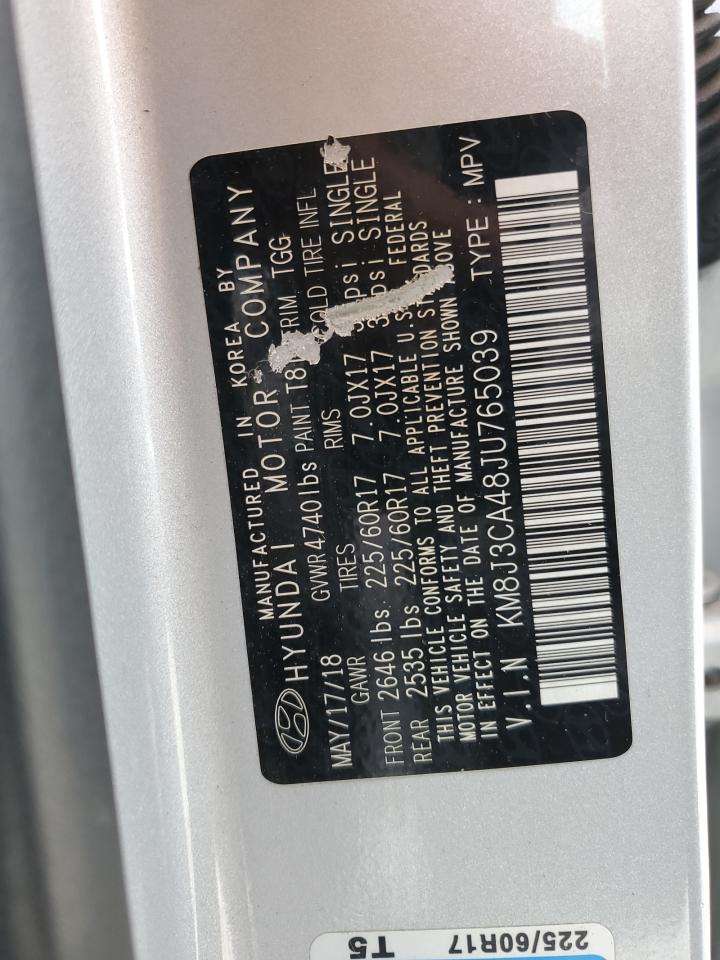 MANUFACTURED IN KOREA BY
HYUNDAI MOTOR COMPANY
MAY/17/18 GVWR 4740lbs PAINT TRIM TGG
GAWR TIRES RMS COLD TIRE INFL
FRONT 2646 lbs. 225/60R17 7.0JX17 psi SINGLE
REAR 2535 lbs 225/60R17 7.0JX17 psi SINGLE
THIS VEHICLE CONFORMS TO ALL APPLICABLE U.S. FEDERAL
MOTOR VEHICLE SAFETY AND THEFT PREVENTION STANDARDS
IN EFFECT ON THE DATE OF MANUFACTURE SHOWN ABOVE
V.I.N KM8J3CA48JU765039 TYPE : MPV
225/60R17 T5